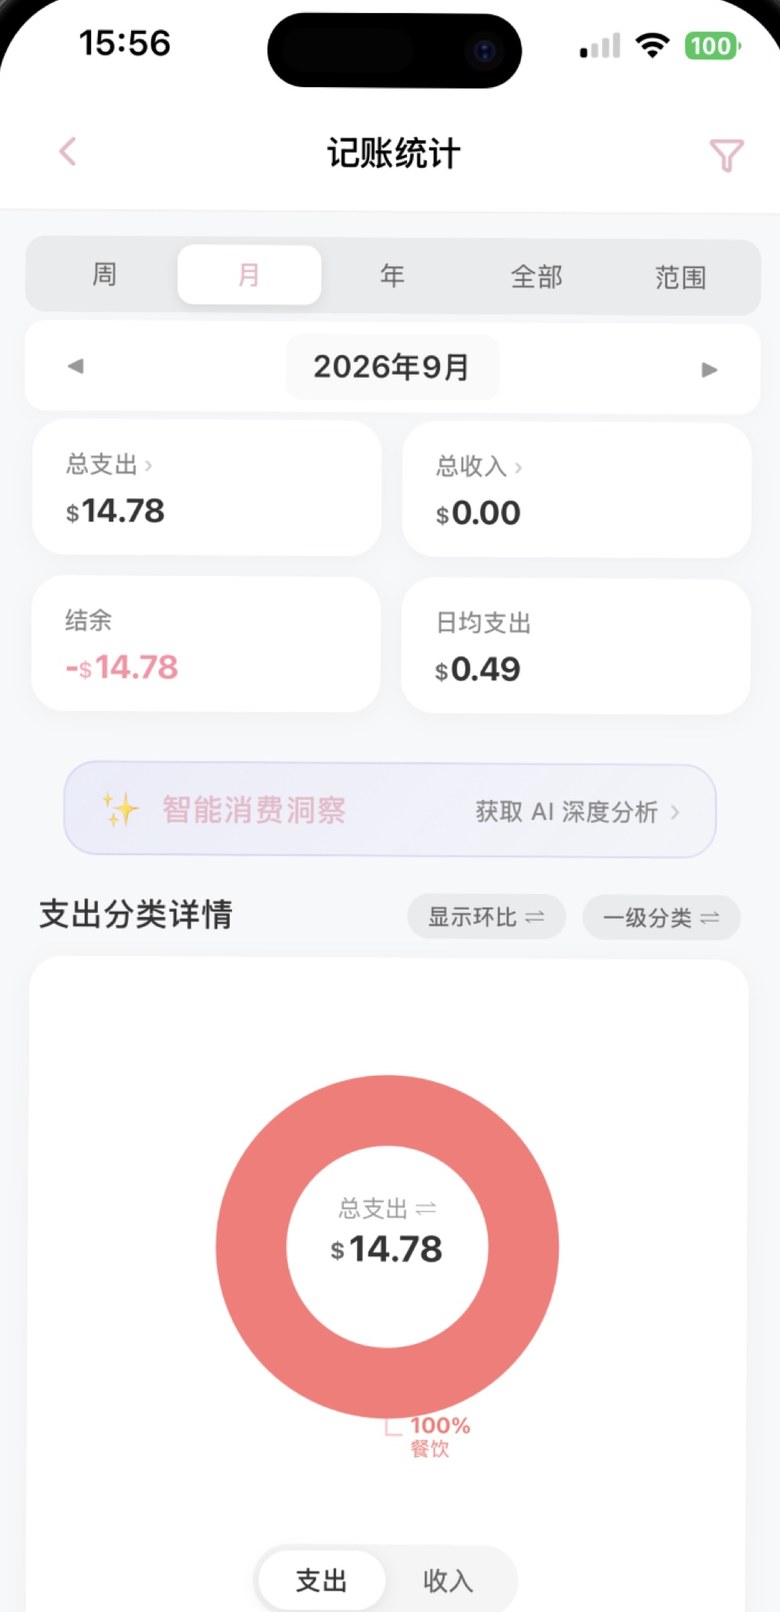 15:56
100
记账统计
周 月 年 全部 范围
◀ 2026年9月 ▶
总支出 ›
$14.78
总收入 ›
$0.00
结余
-$14.78
日均支出
$0.49
智能消费洞察 获取 AI 深度分析 ›
支出分类详情 显示环比 ⇌ 一级分类 ⇌
总支出 ⇌
$14.78
100%
餐饮
支出 收入